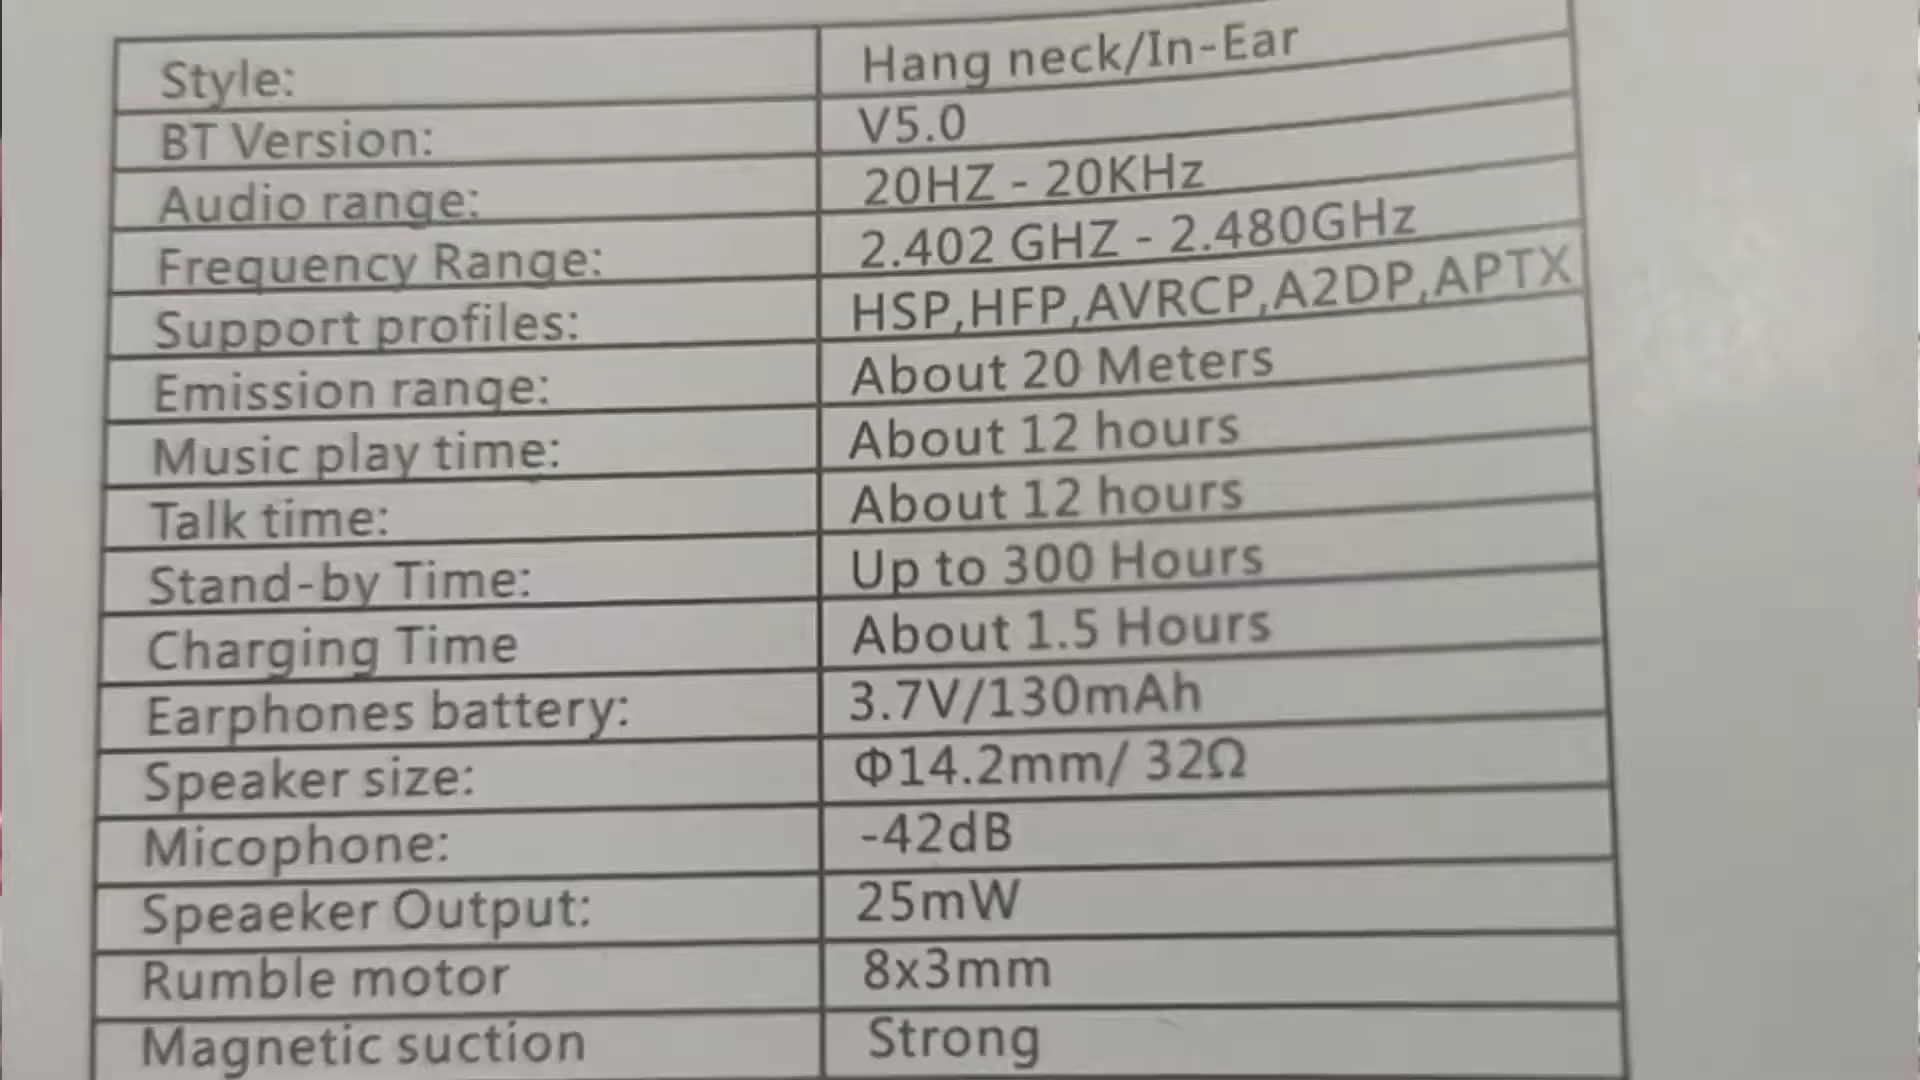 Style: Hang neck/In-Ear
BT Version: V5.0
Audio range: 20HZ - 20KHz
Frequency Range: 2.402 GHZ - 2.480GHz
Support profiles: HSP,HFP,AVRCP,A2DP,APTX
Emission range: About 20 Meters
Music play time: About 12 hours
Talk time: About 12 hours
Stand-by Time: Up to 300 Hours
Charging Time About 1.5 Hours
Earphones battery: 3.7V/130mAh
Speaker size: Φ14.2mm/ 32Ω
Micophone: -42dB
Speaeker Output: 25mW
Rumble motor 8x3mm
Magnetic suction Strong